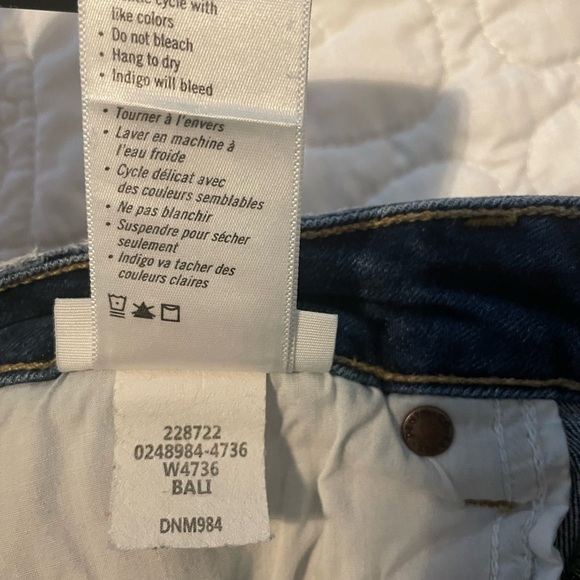 cycle with
like colors
• Do not bleach
• Hang to dry
• Indigo will bleed
• Tourner à l'envers
• Laver en machine à
l'eau froide
• Cycle délicat avec
des couleurs semblables
• Ne pas blanchir
• Suspendre pour sécher
seulement
• Indigo va tacher des
couleurs claires
228722
0248984-4736
W4736
BALI
DNM984